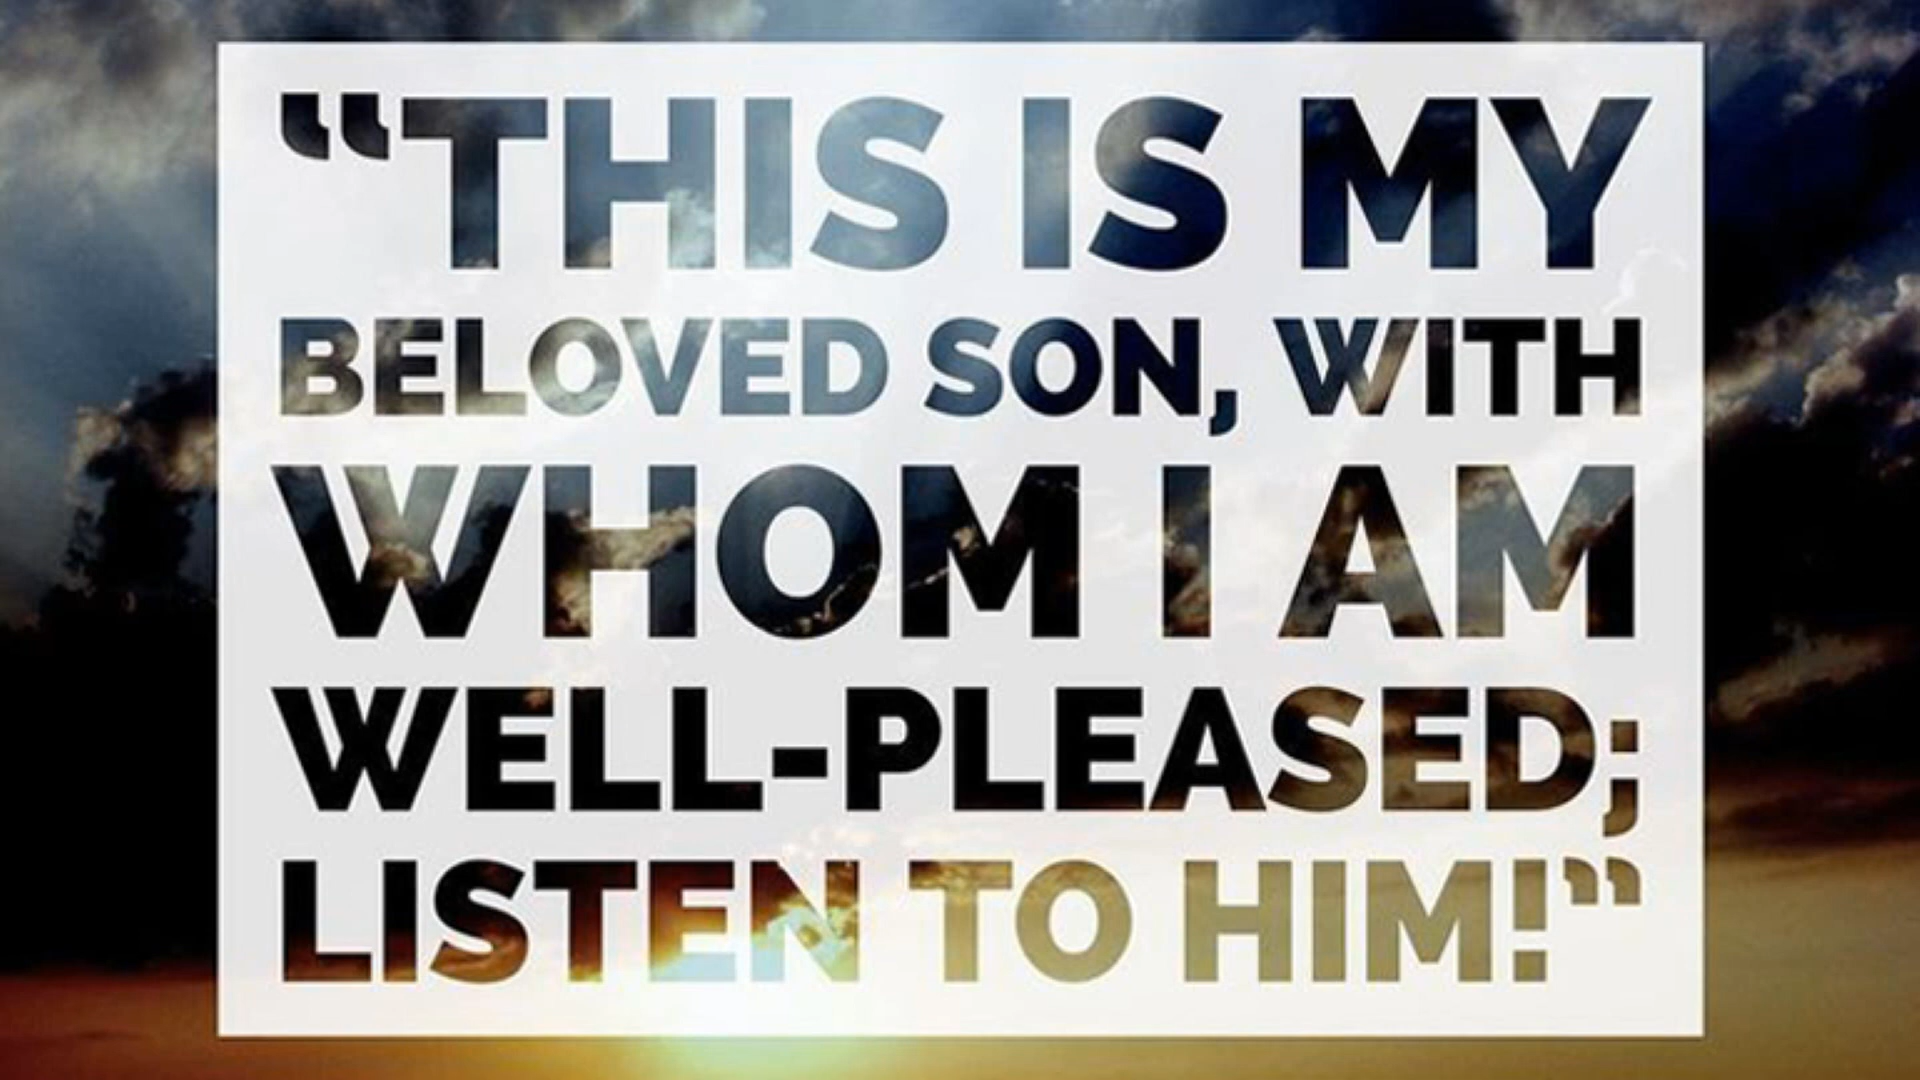 “THIS IS MY
BELOVED SON, WITH
WHOM I AM
WELL-PLEASED;
LISTEN TO HIM!”